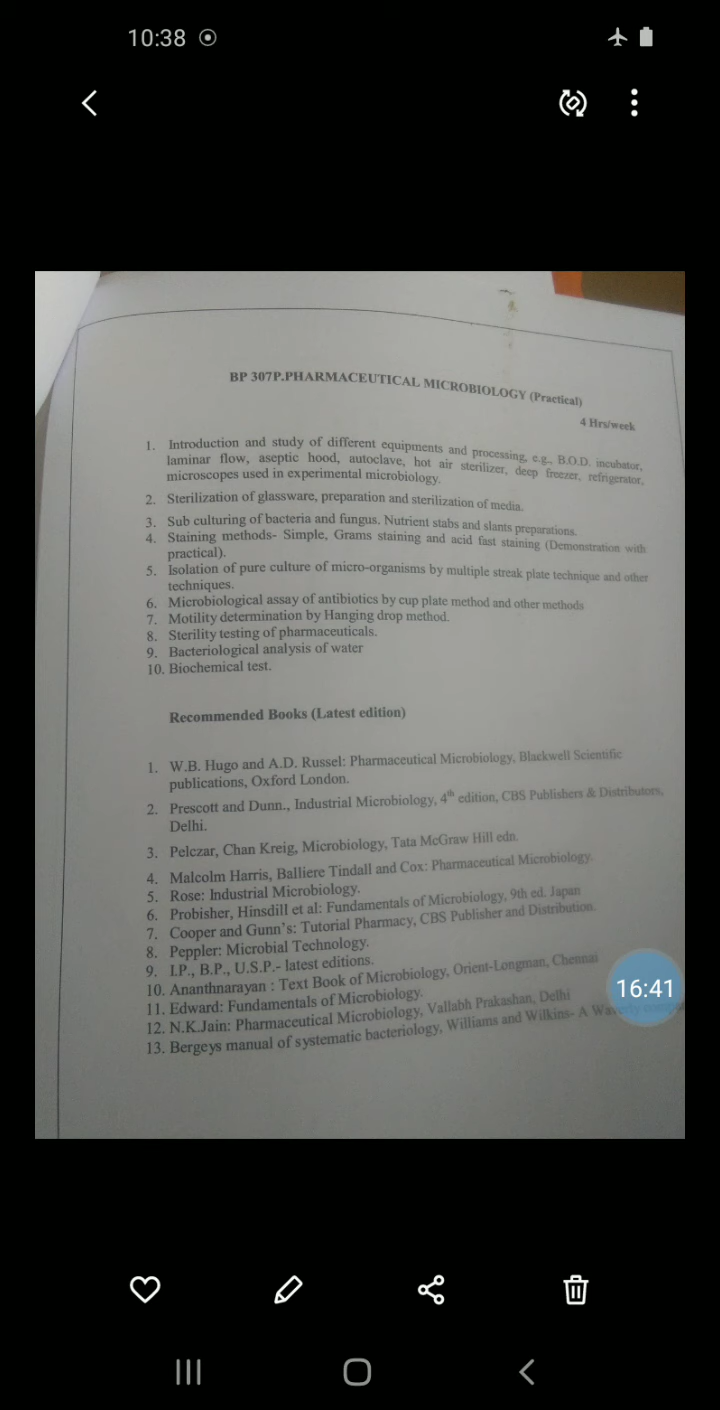 10:38
BP 307P.PHARMACEUTICAL MICROBIOLOGY (Practical)
4 Hrs/week
1. Introduction and study of different equipments and processing, e.g., B.O.D. incubator,
laminar flow, aseptic hood, autoclave, hot air sterilizer, deep freezer, refrigerator,
microscopes used in experimental microbiology.
2. Sterilization of glassware, preparation and sterilization of media.
3. Sub culturing of bacteria and fungus. Nutrient stabs and slants preparations.
4. Staining methods- Simple, Grams staining and acid fast staining (Demonstration with
practical).
5. Isolation of pure culture of micro-organisms by multiple streak plate technique and other
techniques.
6. Microbiological assay of antibiotics by cup plate method and other methods
7. Motility determination by Hanging drop method.
8. Sterility testing of pharmaceuticals.
9. Bacteriological analysis of water
10. Biochemical test.
Recommended Books (Latest edition)
1. W.B. Hugo and A.D. Russel: Pharmaceutical Microbiology, Blackwell Scientific
publications, Oxford London.
2. Prescott and Dunn., Industrial Microbiology, 4th edition, CBS Publishers & Distributors,
Delhi.
3. Pelczar, Chan Kreig, Microbiology, Tata McGraw Hill edn.
4. Malcolm Harris, Balliere Tindall and Cox: Pharmaceutical Microbiology.
5. Rose: Industrial Microbiology.
6. Probisher, Hinsdill et al: Fundamentals of Microbiology, 9th ed. Japan
7. Cooper and Gunn's: Tutorial Pharmacy, CBS Publisher and Distribution.
8. Peppler: Microbial Technology.
9. I.P., B.P., U.S.P.- latest editions.
10. Ananthnarayan : Text Book of Microbiology, Orient-Longman, Chennai
11. Edward: Fundamentals of Microbiology.
12. N.K.Jain: Pharmaceutical Microbiology, Vallabh Prakashan, Delhi
13. Bergeys manual of systematic bacteriology, Williams and Wilkins- A
16:41